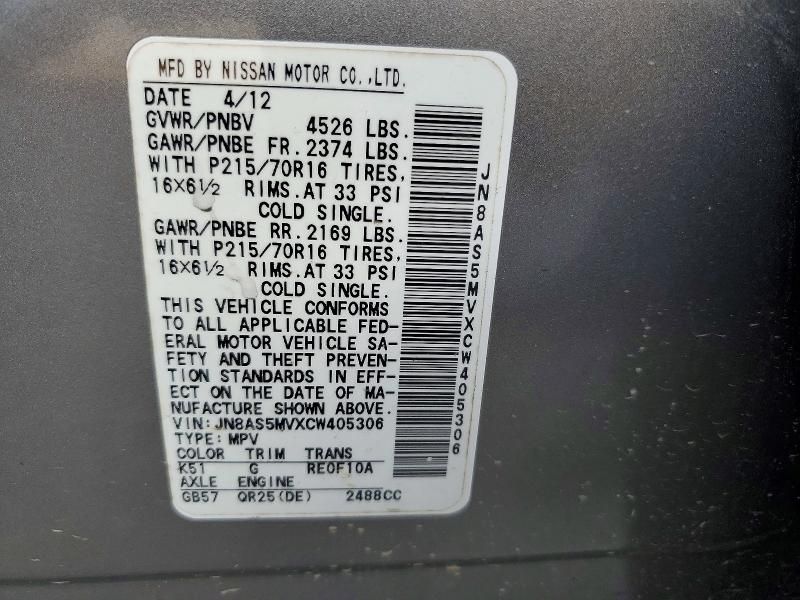 MFD BY NISSAN MOTOR CO.,LTD.
DATE 4/12
GVWR/PNBV 4526 LBS.
GAWR/PNBE FR.2374 LBS.
WITH P215/70R16 TIRES,
16X6½ RIMS.AT 33 PSI
COLD SINGLE.
GAWR/PNBE RR.2169 LBS.
WITH P215/70R16 TIRES,
16X6½ RIMS.AT 33 PSI
COLD SINGLE.
THIS VEHICLE CONFORMS
TO ALL APPLICABLE FED-
ERAL MOTOR VEHICLE SA-
FETY AND THEFT PREVEN-
TION STANDARDS IN EFF-
ECT ON THE DATE OF MA-
NUFACTURE SHOWN ABOVE.
VIN: JN8AS5MVXCW405306
TYPE: MPV
COLOR TRIM TRANS
K51 G RE0F10A
AXLE ENGINE
GB57 QR25(DE) 2488CC
JN8AS5MVXCW405306